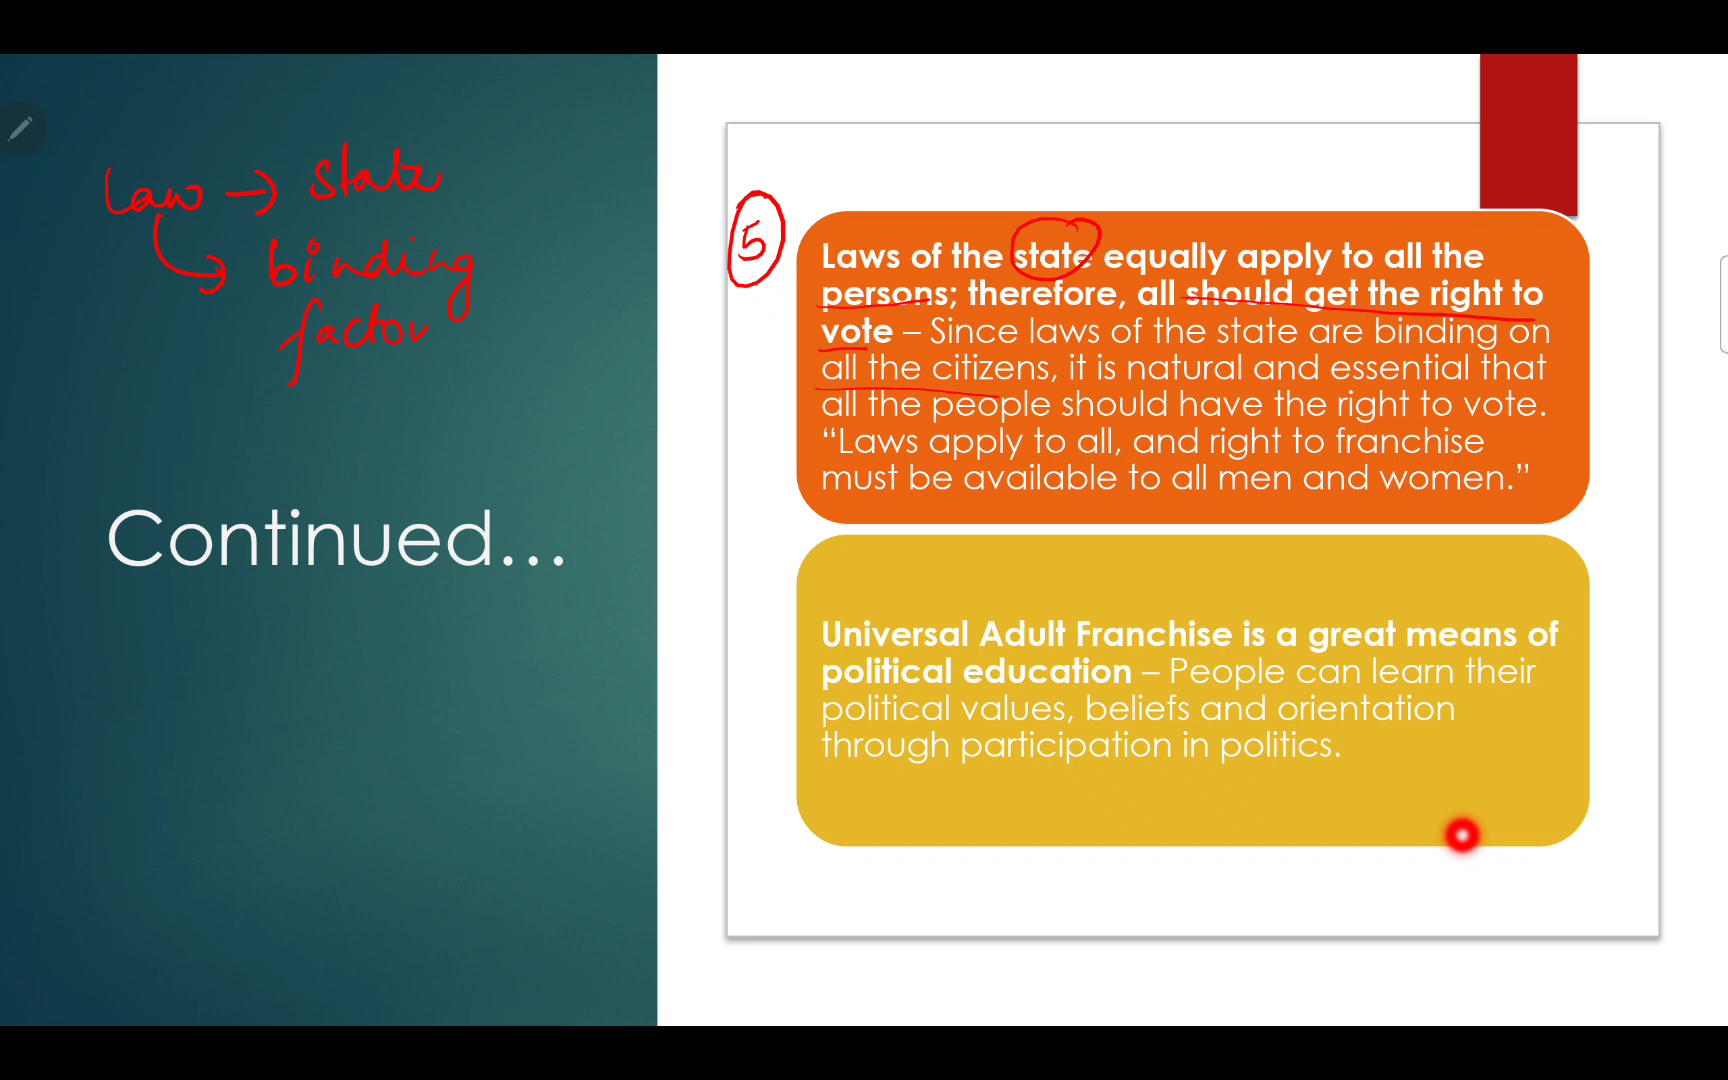 Law → state
binding
factor
Continued...
5
Laws of the state equally apply to all the
persons; therefore, all should get the right to
vote – Since laws of the state are binding on
all the citizens, it is natural and essential that
all the people should have the right to vote.
“Laws apply to all, and right to franchise
must be available to all men and women.”
Universal Adult Franchise is a great means of
political education – People can learn their
political values, beliefs and orientation
through participation in politics.